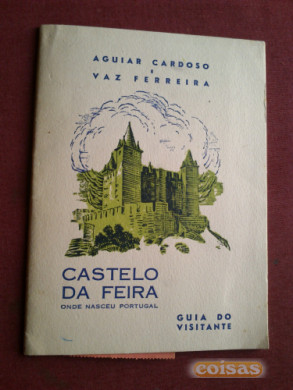 AGUIAR CARDOSO
E
VAZ FERREIRA
CASTELO
DA FEIRA
ONDE NASCEU PORTUGAL
GUIA DO
VISITANTE
coisas